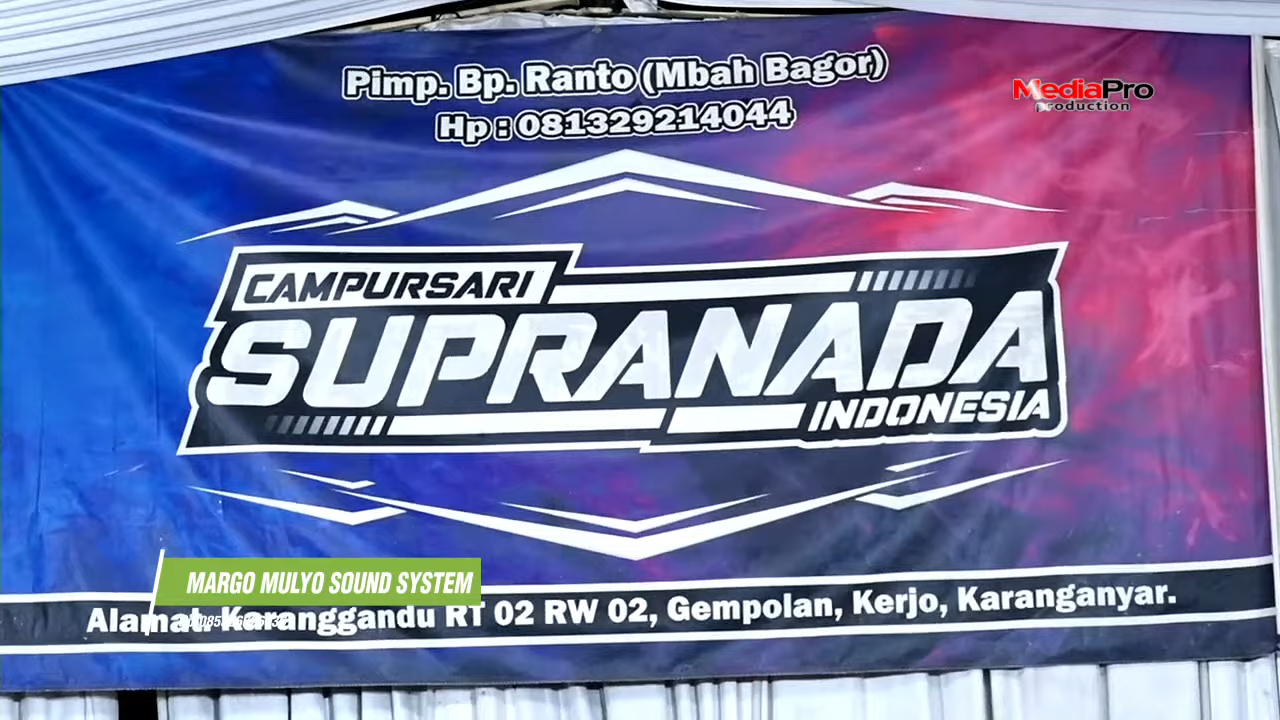 Pimp. Bp. Ranto (Mbah Bagor)
Hp : 081329214044
MediaPro
production
CAMPURSARI
SUPRANADA
INDONESIA
MARGO MULYO SOUND SYSTEM
Alamat. Karanggandu RT 02 RW 02, Gempolan, Kerjo, Karanganyar.